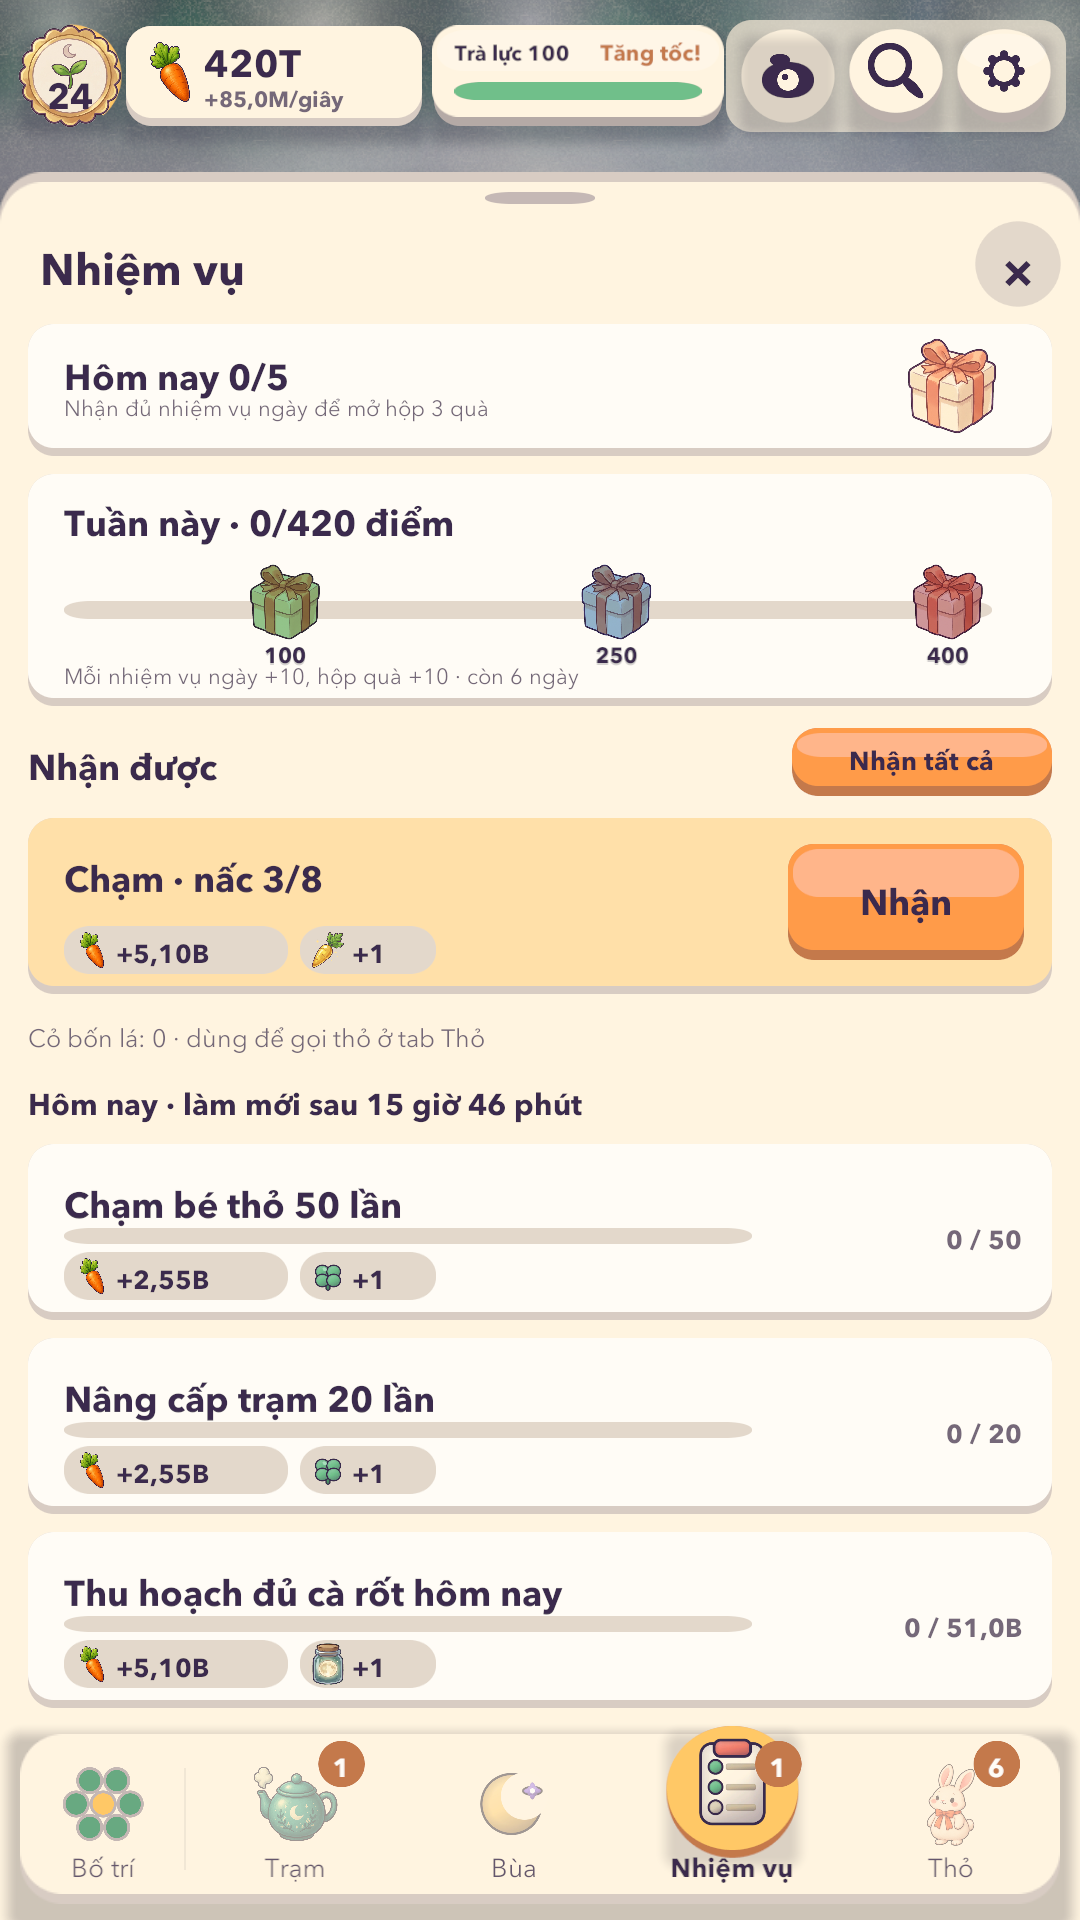 24
420T
+85,0M/giây
Trà lực 100
Tăng tốc!
Nhiệm vụ
×
Hôm nay 0/5
Nhận đủ nhiệm vụ ngày để mở hộp 3 quà
Tuần này · 0/420 điểm
100
250
400
Mỗi nhiệm vụ ngày +10, hộp quà +10 · còn 6 ngày
Nhận được
Nhận tất cả
Chạm · nấc 3/8
Nhận
+5,10B
+1
Cỏ bốn lá: 0 · dùng để gọi thỏ ở tab Thỏ
Hôm nay · làm mới sau 15 giờ 46 phút
Chạm bé thỏ 50 lần
0 / 50
+2,55B
+1
Nâng cấp trạm 20 lần
0 / 20
+2,55B
+1
Thu hoạch đủ cà rốt hôm nay
0 / 51,0B
+5,10B
+1
1
1
6
Bố trí
Trạm
Bùa
Nhiệm vụ
Thỏ